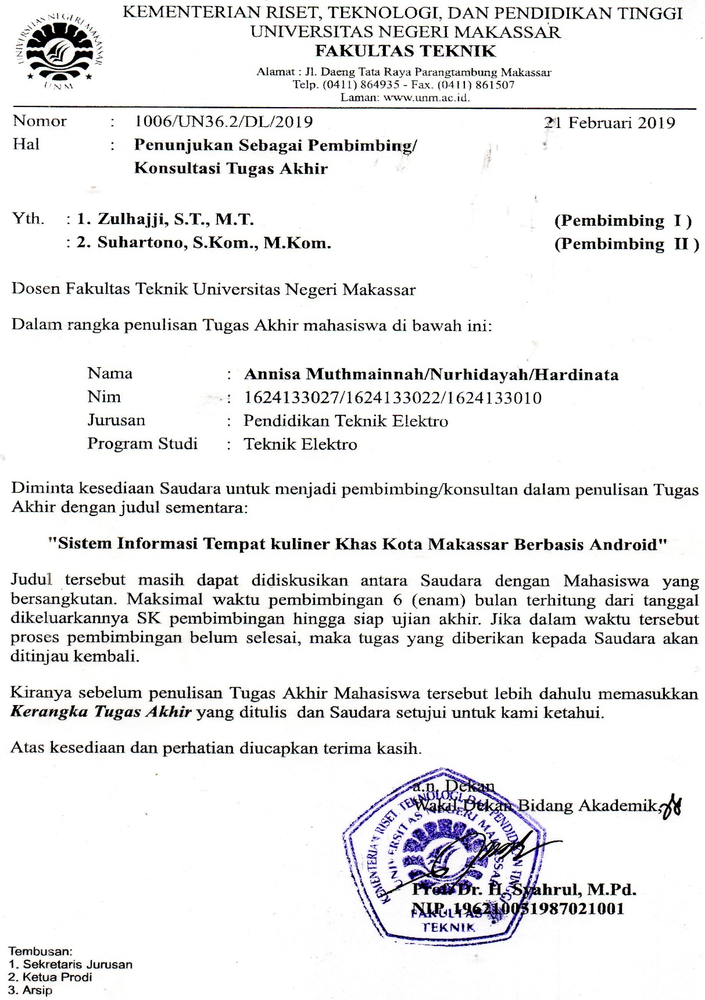 UNIVERSITAS NEGERI MAKASSAR
UNM
KEMENTERIAN RISET, TEKNOLOGI, DAN PENDIDIKAN TINGGI
UNIVERSITAS NEGERI MAKASSAR
FAKULTAS TEKNIK
Alamat : Jl. Daeng Tata Raya Parangtambung Makassar
Telp. (0411) 864935 - Fax. (0411) 861507
Laman: www.unm.ac.id.
Nomor : 1006/UN36.2/DL/2019 21 Februari 2019
Hal : Penunjukan Sebagai Pembimbing/
Konsultasi Tugas Akhir
Yth. : 1. Zulhajji, S.T., M.T. (Pembimbing I )
: 2. Suhartono, S.Kom., M.Kom. (Pembimbing II )
Dosen Fakultas Teknik Universitas Negeri Makassar
Dalam rangka penulisan Tugas Akhir mahasiswa di bawah ini:
Nama : Annisa Muthmainnah/Nurhidayah/Hardinata
Nim : 1624133027/1624133022/1624133010
Jurusan : Pendidikan Teknik Elektro
Program Studi : Teknik Elektro
Diminta kesediaan Saudara untuk menjadi pembimbing/konsultan dalam penulisan Tugas
Akhir dengan judul sementara:
"Sistem Informasi Tempat kuliner Khas Kota Makassar Berbasis Android"
Judul tersebut masih dapat didiskusikan antara Saudara dengan Mahasiswa yang
bersangkutan. Maksimal waktu pembimbingan 6 (enam) bulan terhitung dari tanggal
dikeluarkannya SK pembimbingan hingga siap ujian akhir. Jika dalam waktu tersebut
proses pembimbingan belum selesai, maka tugas yang diberikan kepada Saudara akan
ditinjau kembali.
Kiranya sebelum penulisan Tugas Akhir Mahasiswa tersebut lebih dahulu memasukkan
Kerangka Tugas Akhir yang ditulis dan Saudara setujui untuk kami ketahui.
Atas kesediaan dan perhatian diucapkan terima kasih.
a.n. Dekan
Wakil Dekan Bidang Akademik,
KEMENTERIAN RISET TEKNOLOGI DAN PENDIDIKAN TINGGI
UNIVERSITAS NEGERI MAKASSAR
FAKULTAS
TEKNIK
Prof. Dr. H. Syahrul, M.Pd.
NIP. 196210051987021001
Tembusan:
1. Sekretaris Jurusan
2. Ketua Prodi
3. Arsip